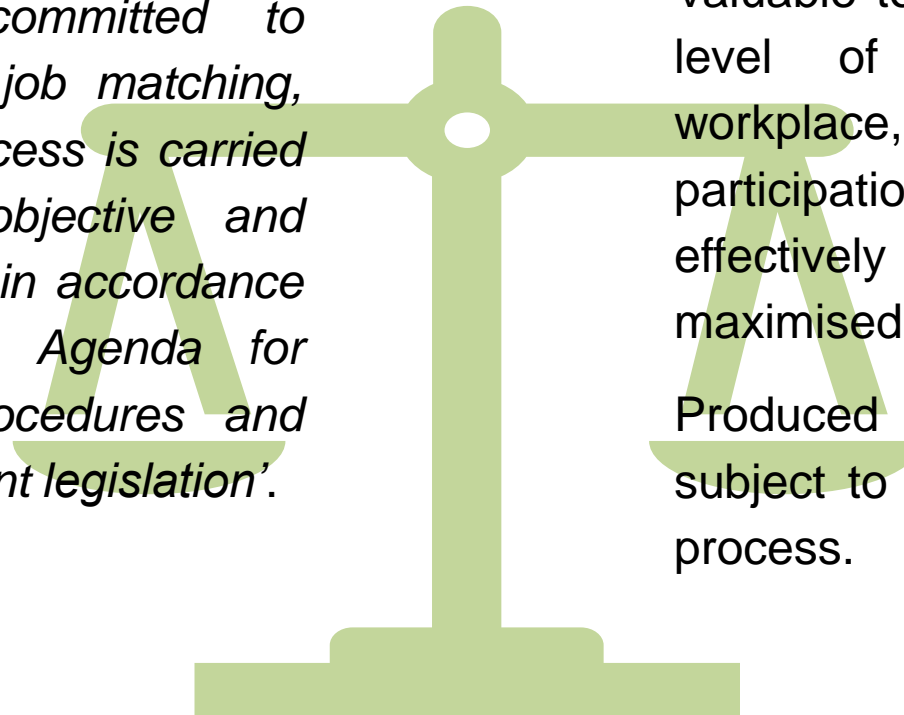 committed to
job matching,
cess is carried
objective and
in accordance
Agenda for
ocedures and
nt legislation’.
level of
workplace,
participatio
effectively
maximised
Produced
subject to
process.